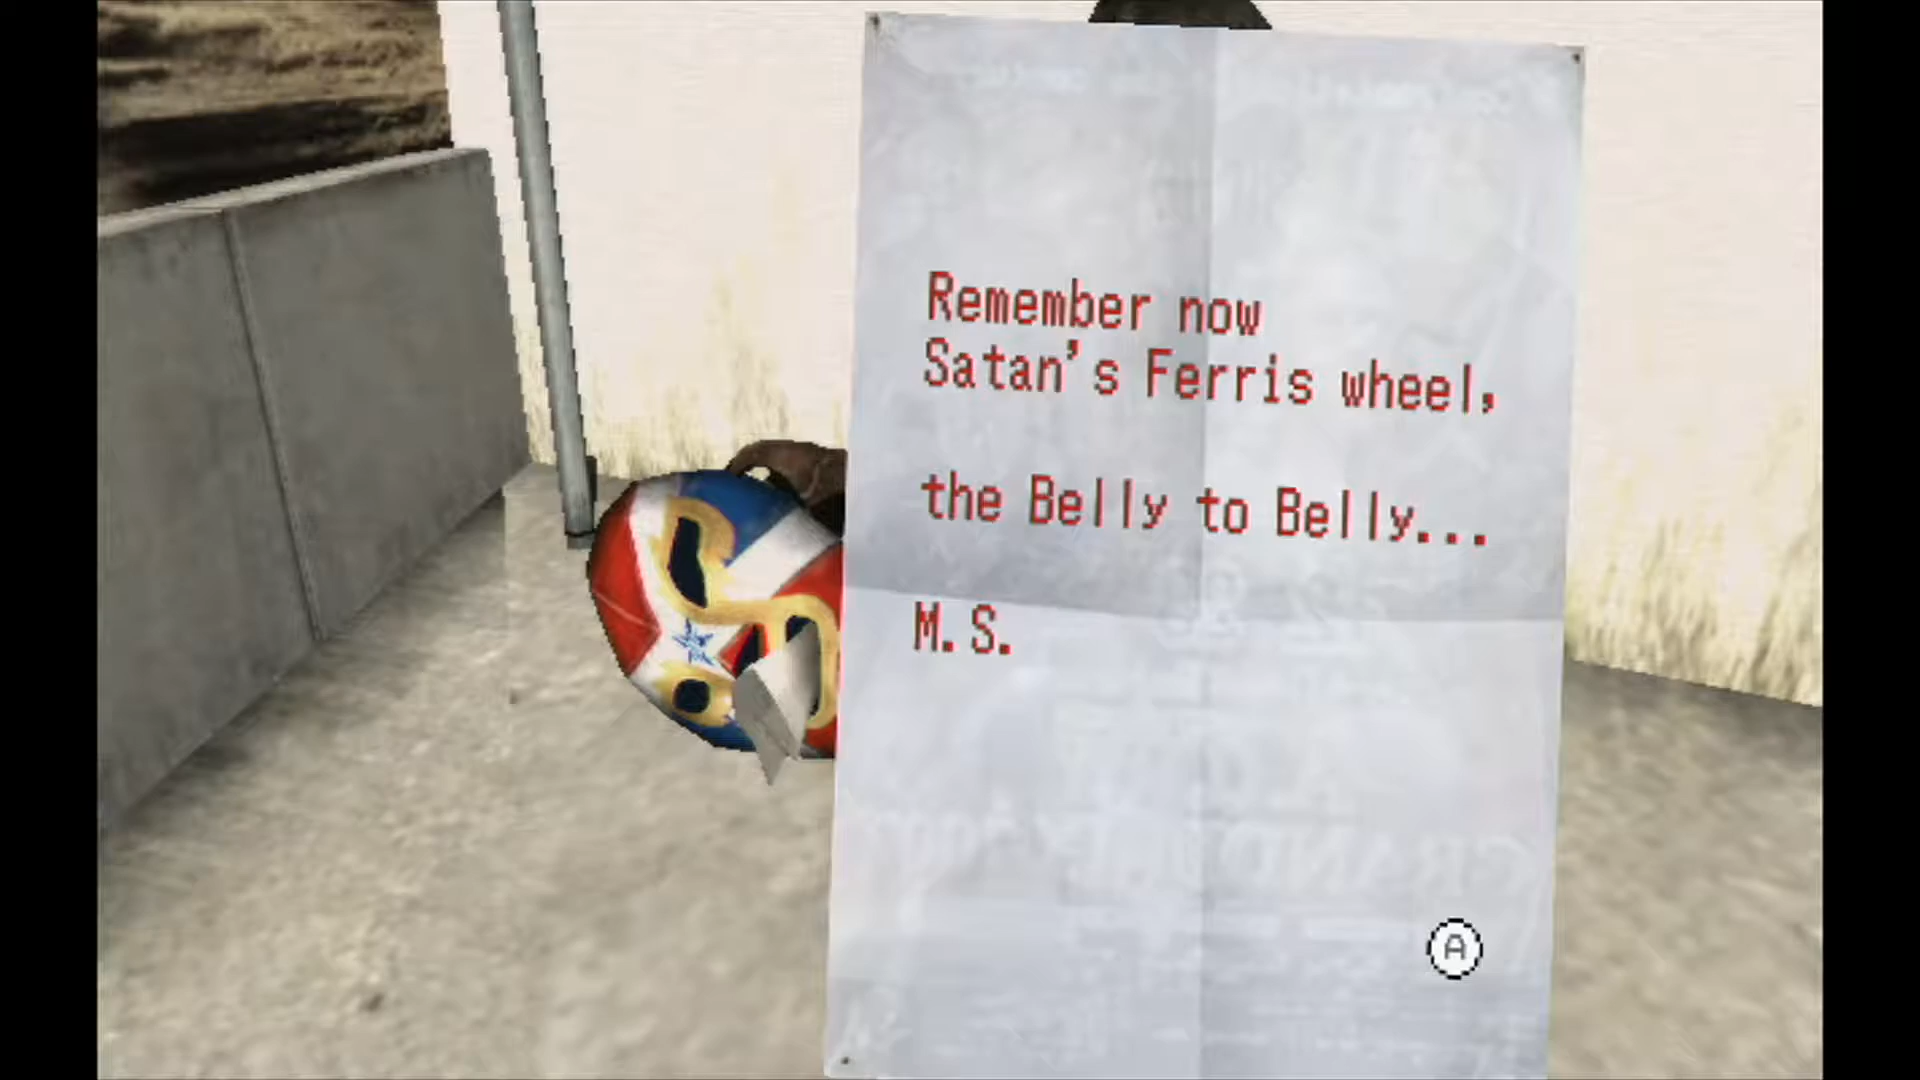 Remember now
Satan's Ferris wheel,
the Belly to Belly...
M.S.
A